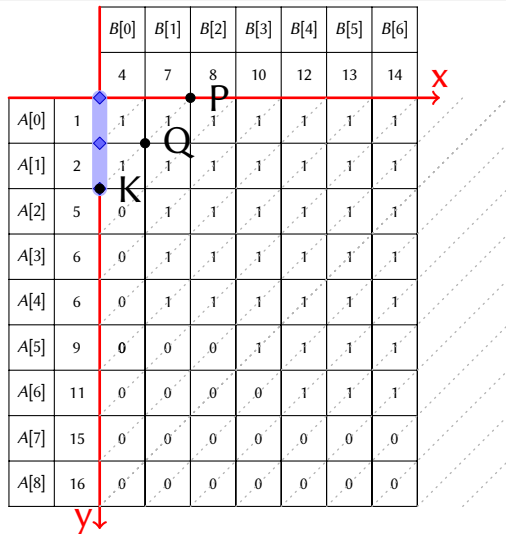 B[0] B[1] B[2] B[3] B[4] B[5] B[6]
4 7 8 10 12 13 14
x
P
A[0] 1 1 1 1 1 1 1 1
Q
A[1] 2 1 1 1 1 1 1 1
K
A[2] 5 0 1 1 1 1 1 1
A[3] 6 0 1 1 1 1 1 1
A[4] 6 0 1 1 1 1 1 1
A[5] 9 0 0 0 1 1 1 1
A[6] 11 0 0 0 0 1 1 1
A[7] 15 0 0 0 0 0 0 0
A[8] 16 0 0 0 0 0 0 0
y